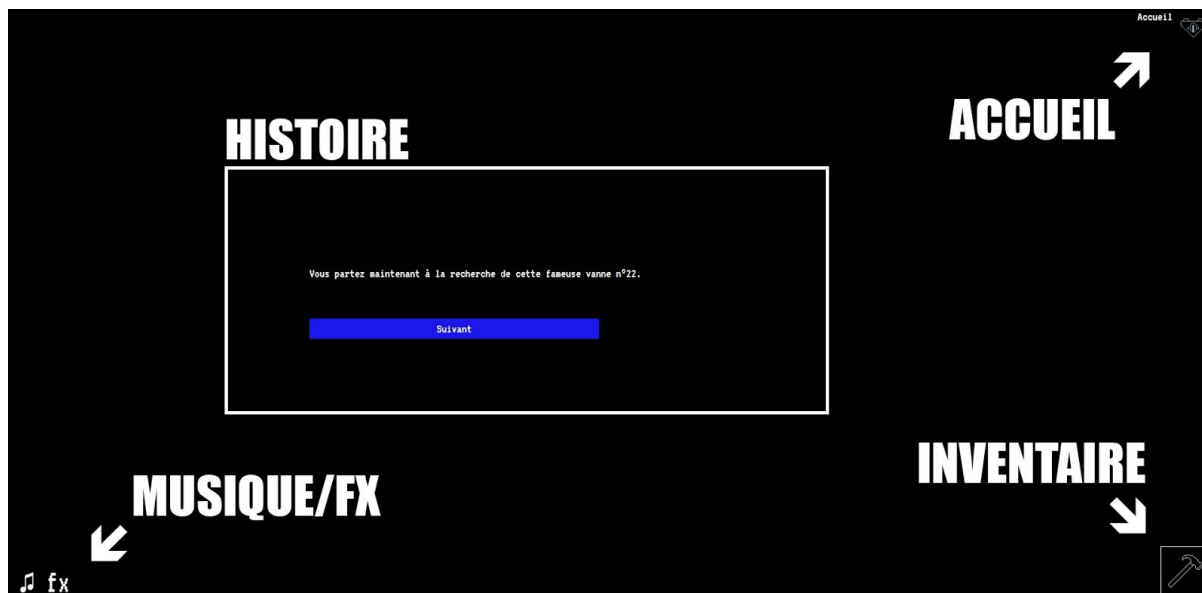 Accueil
ACCUEIL
HISTOIRE
Vous partez maintenant à la recherche de cette fameuse vanne n°22.
Suivant
INVENTAIRE
MUSIQUE/FX
♫ fx